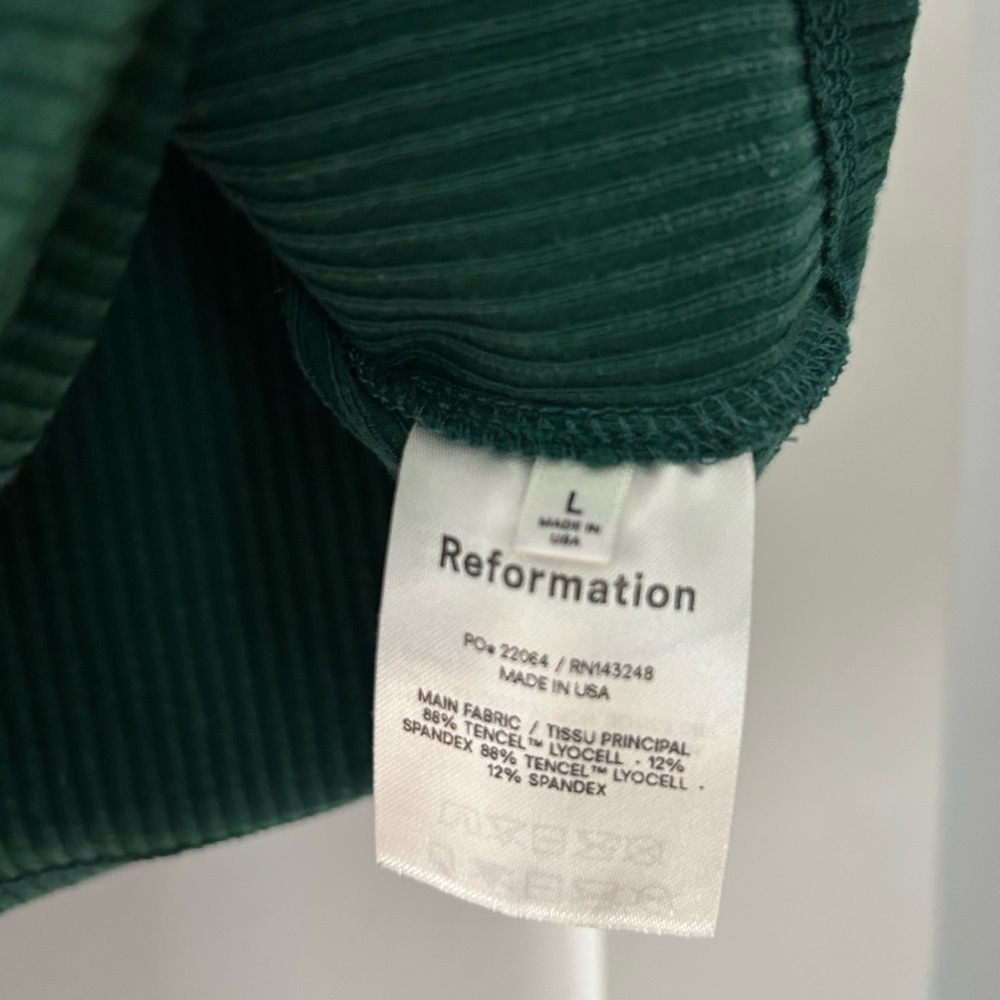 L
MADE IN
USA
Reformation
PO# 22064 / RN143248
MADE IN USA
MAIN FABRIC / TISSU PRINCIPAL
88% TENCEL™ LYOCELL . 12%
SPANDEX 88% TENCEL™ LYOCELL .
12% SPANDEX